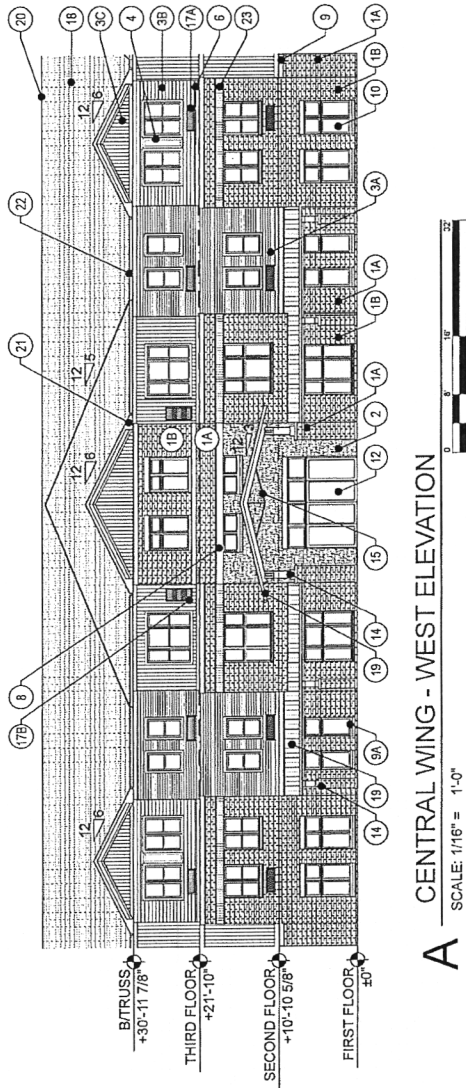 20
18
3C
4
3B
17A
6
23
9
1A
1B
10
22
21
8
17B
12
6
12
6
12
5
12
6
12
3
1B
1A
B/TRUSS
+30'-11 7/8"
THIRD FLOOR
+21'-10"
SECOND FLOOR
+10'-10 5/8"
FIRST FLOOR
±0"
14
19
9A
19
14
15
12
2
1A
1B
1A
3A
A
CENTRAL WING - WEST ELEVATION
SCALE: 1/16" = 1'-0"
0
8'
16'
32'